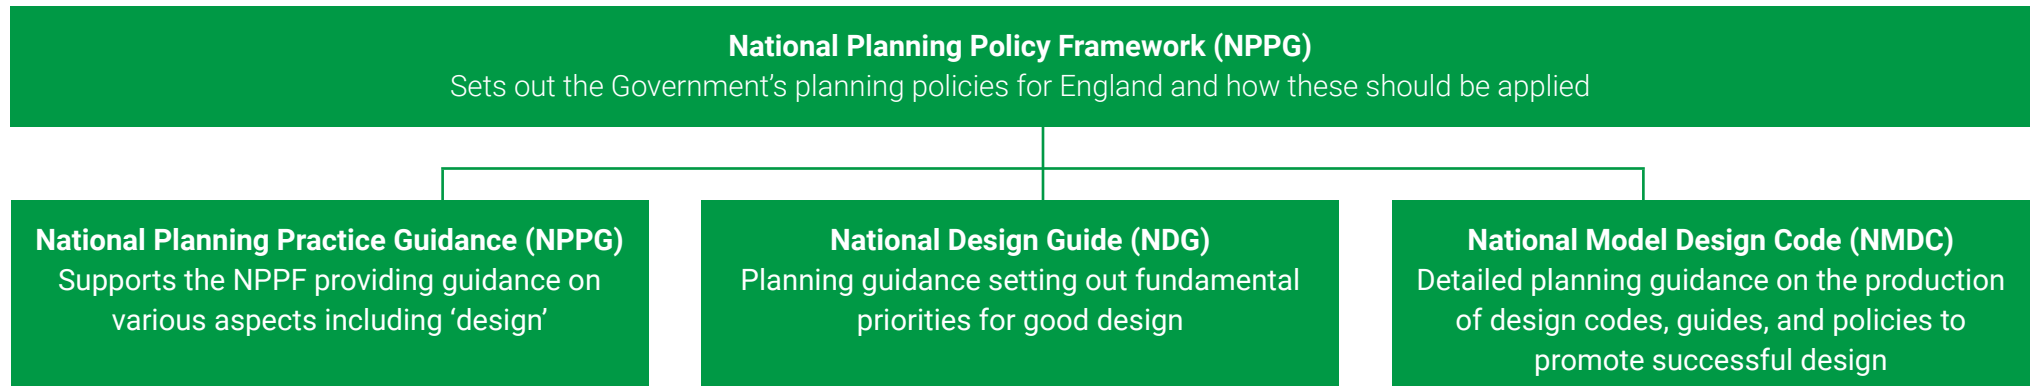 National Planning Policy Framework (NPPG)
Sets out the Government’s planning policies for England and how these should be applied
National Planning Practice Guidance (NPPG)
Supports the NPPF providing guidance on
various aspects including ‘design’
National Design Guide (NDG)
Planning guidance setting out fundamental
priorities for good design
National Model Design Code (NMDC)
Detailed planning guidance on the production
of design codes, guides, and policies to
promote successful design